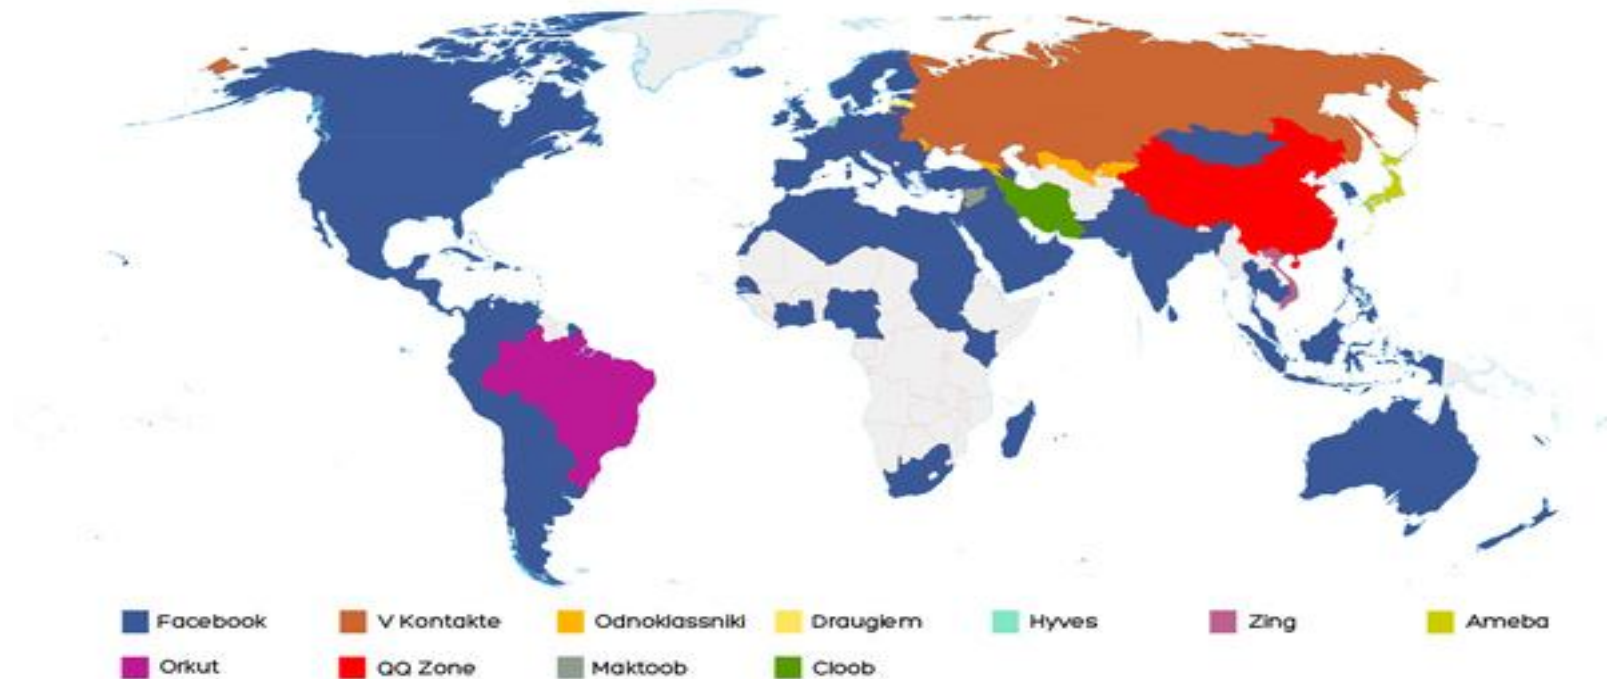 Facebook V Kontakte Odnoklassniki Draugiem Hyves Zing Ameba
Orkut QQ Zone Maktoob Cloob